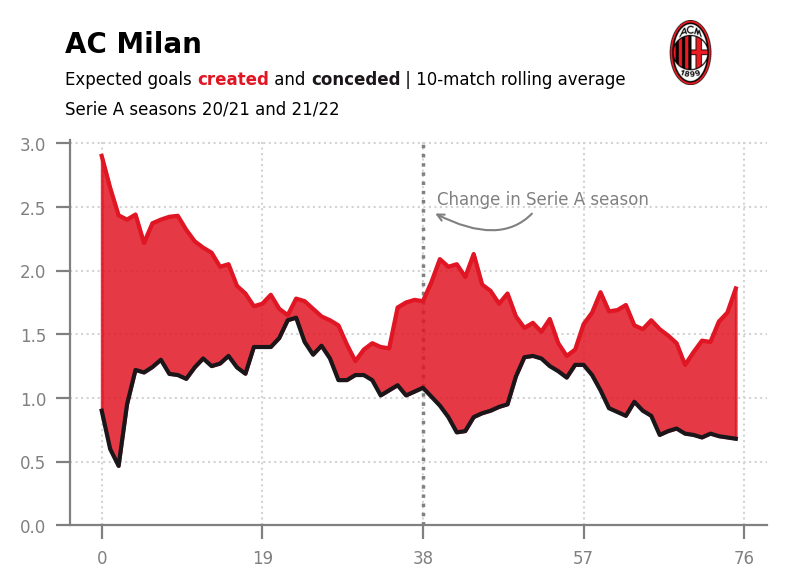 AC Milan
ACM
1899
Expected goals created and conceded | 10-match rolling average
Serie A seasons 20/21 and 21/22
3.0
Change in Serie A season
2.5
2.0
1.5
1.0
0.5
0.0
0 19 38 57 76